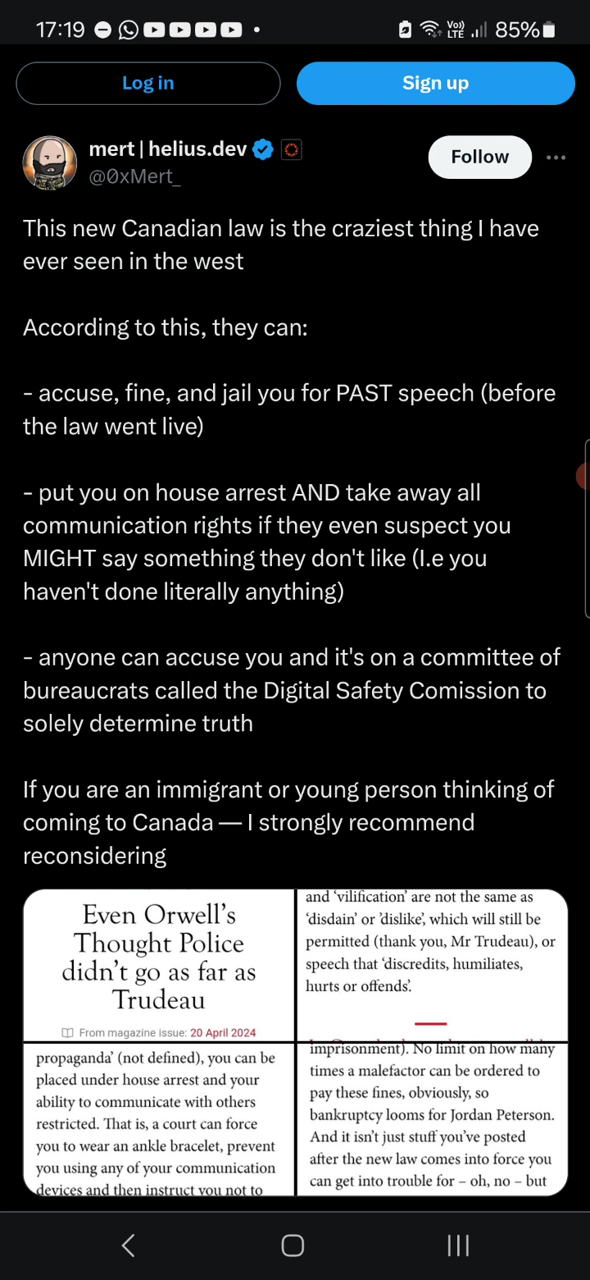 17:19
Vo))
LTE
85%
Log in
Sign up
mert | helius.dev
@0xMert_
Follow
This new Canadian law is the craziest thing I have
ever seen in the west
According to this, they can:
- accuse, fine, and jail you for PAST speech (before
the law went live)
- put you on house arrest AND take away all
communication rights if they even suspect you
MIGHT say something they don't like (I.e you
haven't done literally anything)
- anyone can accuse you and it's on a committee of
bureaucrats called the Digital Safety Comission to
solely determine truth
If you are an immigrant or young person thinking of
coming to Canada — I strongly recommend
reconsidering
Even Orwell's
Thought Police
didn't go as far as
Trudeau
From magazine issue: 20 April 2024
and 'vilification' are not the same as
'disdain' or 'dislike', which will still be
permitted (thank you, Mr Trudeau), or
speech that 'discredits, humiliates,
hurts or offends'.
propaganda' (not defined), you can be
placed under house arrest and your
ability to communicate with others
restricted. That is, a court can force
you to wear an ankle bracelet, prevent
you using any of your communication
devices and then instruct you not to
imprisonment). No limit on how many
times a malefactor can be ordered to
pay these fines, obviously, so
bankruptcy looms for Jordan Peterson.
And it isn't just stuff you've posted
after the new law comes into force you
can get into trouble for – oh, no – but